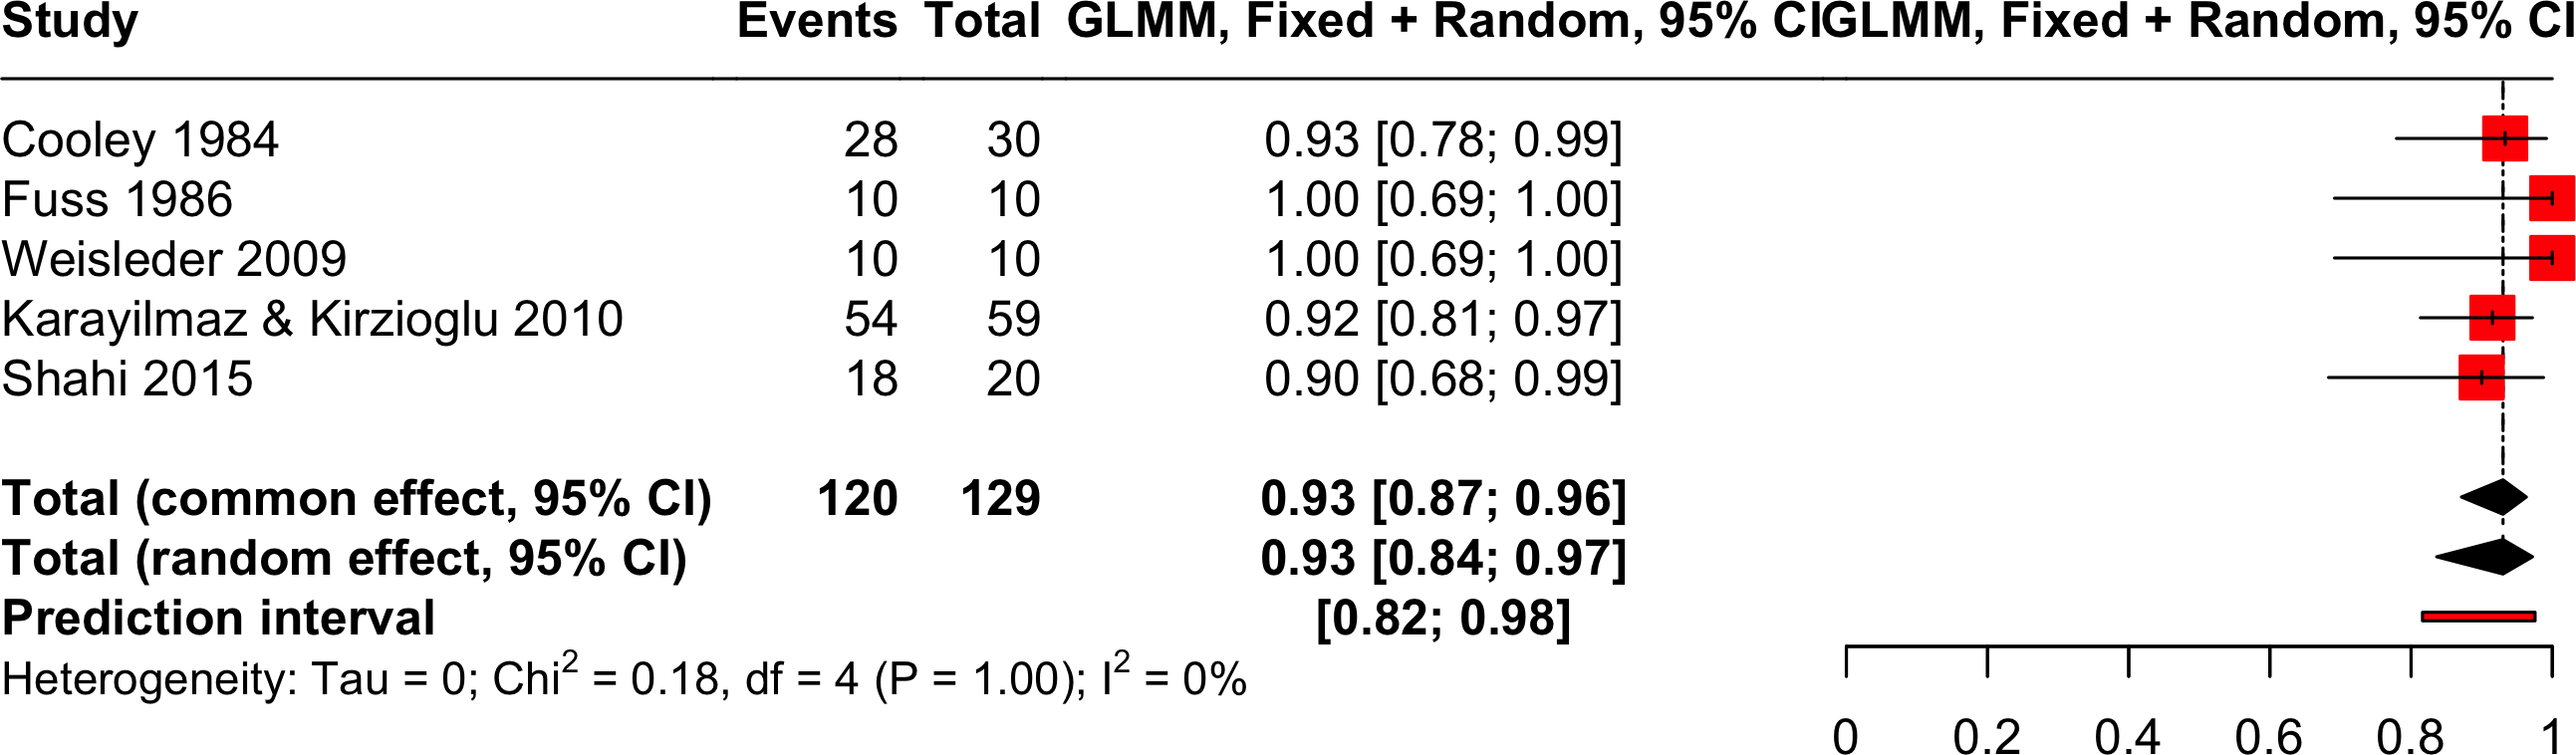 Study Events Total GLMM, Fixed + Random, 95% CIGLMM, Fixed + Random, 95% CI
Cooley 1984 28 30 0.93 [0.78; 0.99]
Fuss 1986 10 10 1.00 [0.69; 1.00]
Weisleder 2009 10 10 1.00 [0.69; 1.00]
Karayilmaz & Kirzioglu 2010 54 59 0.92 [0.81; 0.97]
Shahi 2015 18 20 0.90 [0.68; 0.99]
Total (common effect, 95% CI) 120 129 0.93 [0.87; 0.96]
Total (random effect, 95% CI) 0.93 [0.84; 0.97]
Prediction interval [0.82; 0.98]
Heterogeneity: Tau = 0; Chi² = 0.18, df = 4 (P = 1.00); I² = 0%
0 0.2 0.4 0.6 0.8 1